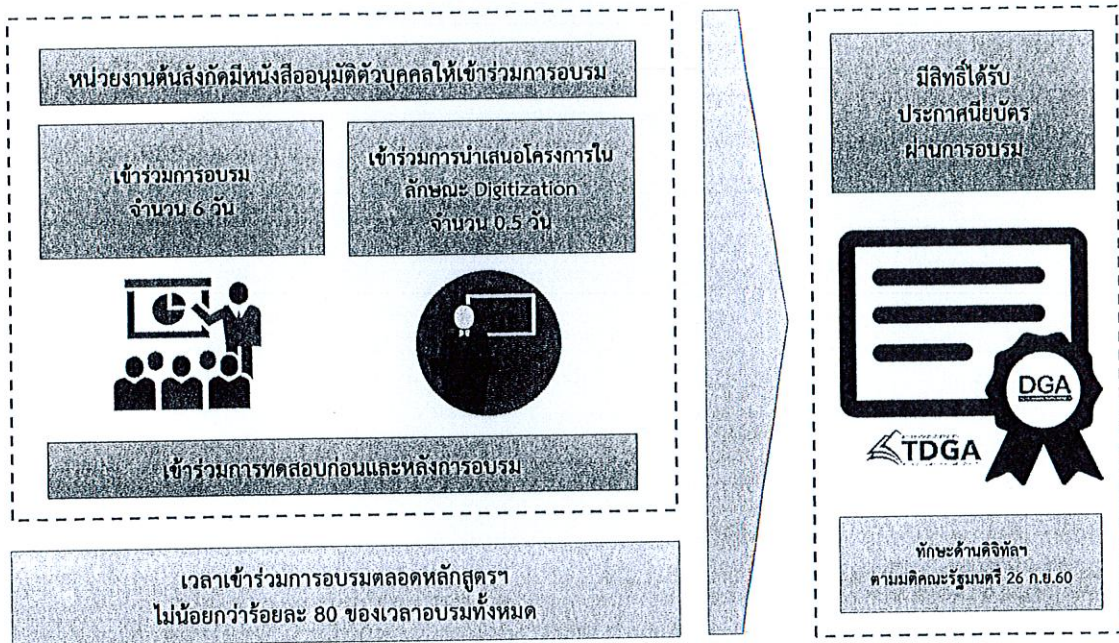 หน่วยงานต้นสังกัดมีหนังสืออนุมัติตัวบุคคลให้เข้าร่วมการอบรม
เข้าร่วมการอบรม
จำนวน 6 วัน
เข้าร่วมการนำเสนอโครงการใน
ลักษณะ Digitization
จำนวน 0.5 วัน
เข้าร่วมการทดสอบก่อนและหลังการอบรม
เวลาเข้าร่วมการอบรมตลอดหลักสูตรฯ
ไม่น้อยกว่าร้อยละ 80 ของเวลาอบรมทั้งหมด
มีสิทธิ์ได้รับ
ประกาศนียบัตร
ผ่านการอบรม
DGA
TDGA
ทักษะด้านดิจิทัลฯ
ตามมติคณะรัฐมนตรี 26 ก.ย.60